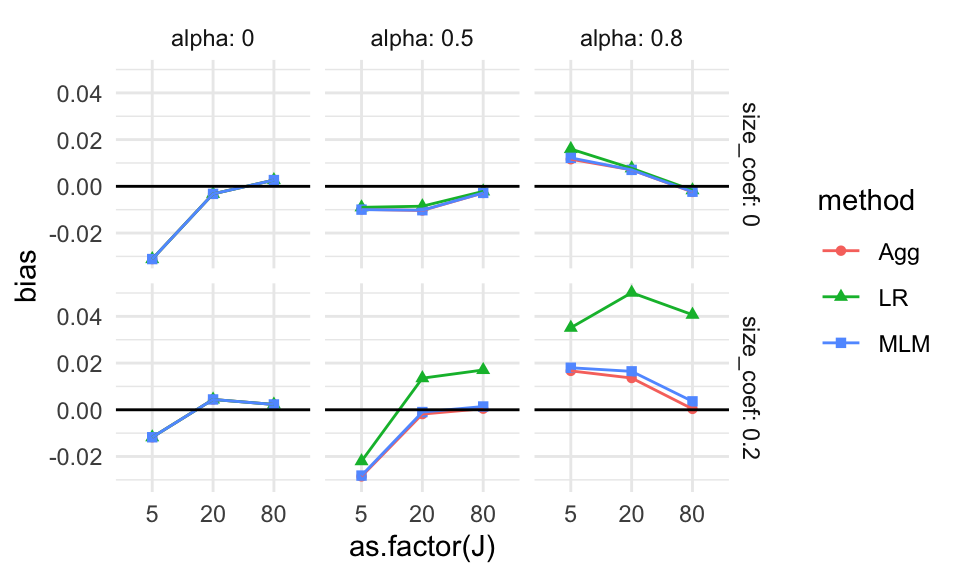 alpha: 0
alpha: 0.5
alpha: 0.8
0.04
0.02
0.00
-0.02
size_coef: 0
0.04
0.02
0.00
-0.02
size_coef: 0.2
bias
5 20 80
5 20 80
5 20 80
as.factor(J)
method
Agg
LR
MLM